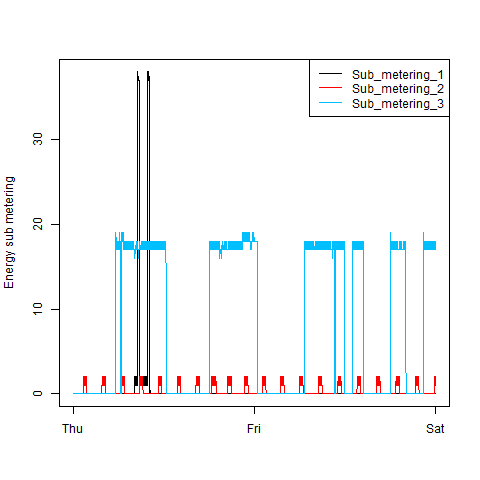 Sub_metering_1
Sub_metering_2
Sub_metering_3
Energy sub metering
30
20
10
0
Thu Fri Sat